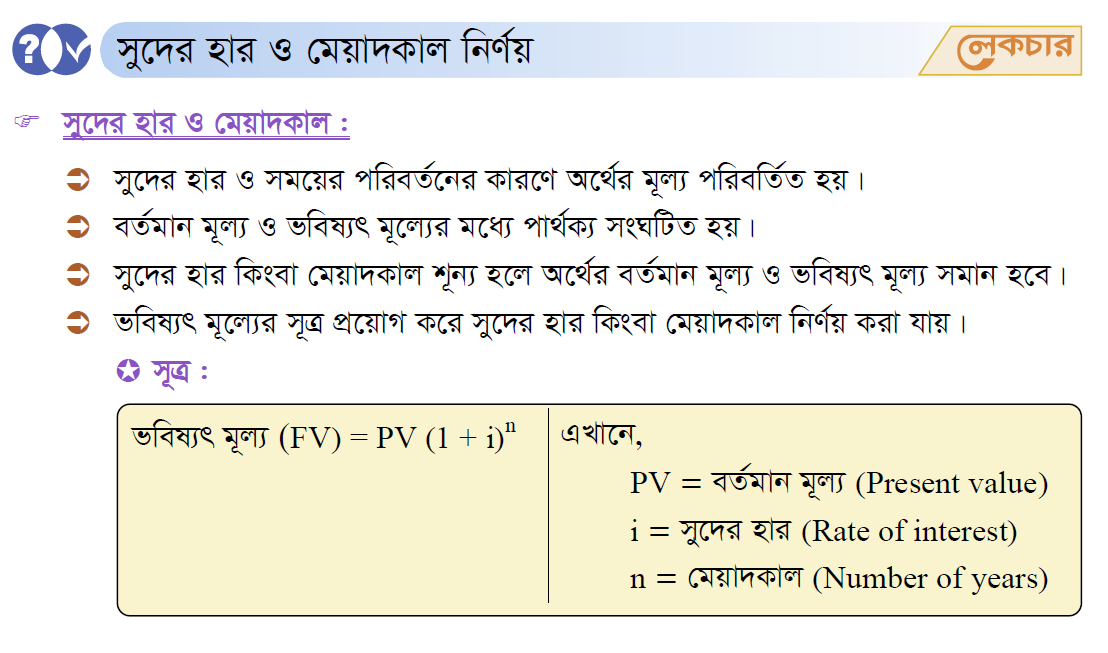 সুদের হার ও মেয়াদকাল নির্ণয়
লেকচার
সুদের হার ও মেয়াদকাল :
সুদের হার ও সময়ের পরিবর্তনের কারণে অর্থের মূল্য পরিবর্তিত হয়।
বর্তমান মূল্য ও ভবিষ্যৎ মূল্যের মধ্যে পার্থক্য সংঘটিত হয়।
সুদের হার কিংবা মেয়াদকাল শূন্য হলে অর্থের বর্তমান মূল্য ও ভবিষ্যৎ মূল্য সমান হবে।
ভবিষ্যৎ মূল্যের সূত্র প্রয়োগ করে সুদের হার কিংবা মেয়াদকাল নির্ণয় করা যায়।
সূত্র :
ভবিষ্যৎ মূল্য (FV) = PV (1 + i)ⁿ
এখানে,
PV = বর্তমান মূল্য (Present value)
i = সুদের হার (Rate of interest)
n = মেয়াদকাল (Number of years)